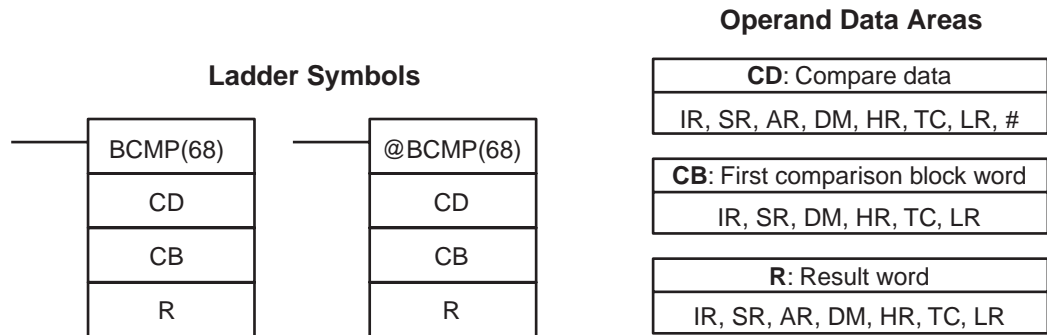 Ladder Symbols
BCMP(68)
CD
CB
R
@BCMP(68)
CD
CB
R
Operand Data Areas
CD: Compare data
IR, SR, AR, DM, HR, TC, LR, #
CB: First comparison block word
IR, SR, DM, HR, TC, LR
R: Result word
IR, SR, AR, DM, HR, TC, LR